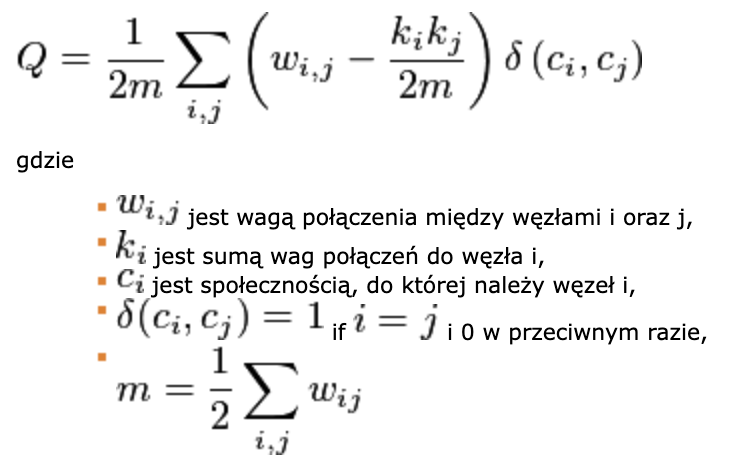 Q = \frac{1}{2m} \sum_{i,j} \left( w_{i,j} - \frac{k_i k_j}{2m} \right) \delta (c_i, c_j)
gdzie
▪ w_{i,j} jest wagą połączenia między węzłami i oraz j,
▪ k_i jest sumą wag połączeń do węzła i,
▪ c_i jest społecznością, do której należy węzeł i,
▪ \delta(c_i, c_j) = 1 if i = j i 0 w przeciwnym razie,
▪ m = \frac{1}{2} \sum_{i,j} w_{ij}